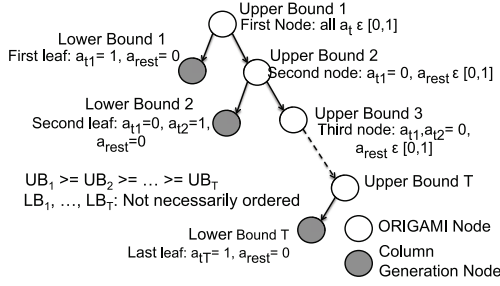 Upper Bound 1
First Node: all a_t ε [0,1]
Lower Bound 1
First leaf: a_t1= 1, a_rest= 0
Upper Bound 2
Second node: a_t1= 0, a_rest ε [0,1]
Lower Bound 2
Second leaf: a_t1=0, a_t2=1,
a_rest=0
Upper Bound 3
Third node: a_t1,a_t2= 0,
a_rest ε [0,1]
UB_1 >= UB_2 >= ... >= UB_T
LB_1, ..., LB_T: Not necessarily ordered
Upper Bound T
Lower Bound T
Last leaf: a_tT= 1, a_rest= 0
ORIGAMI Node
Column
Generation Node